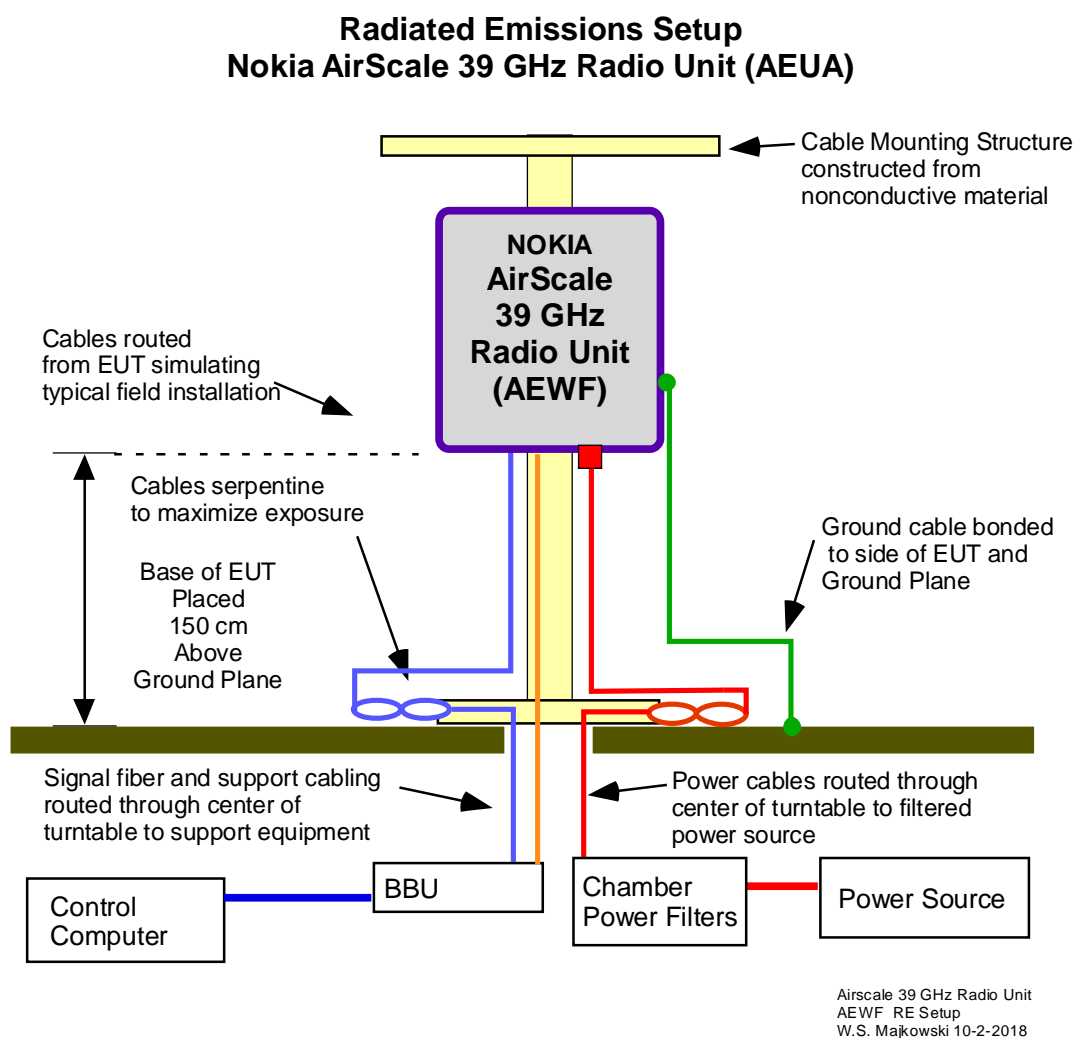 Radiated Emissions Setup
Nokia AirScale 39 GHz Radio Unit (AEUA)
Cable Mounting Structure
constructed from
nonconductive material
NOKIA
AirScale
39 GHz
Radio Unit
(AEWF)
Cables routed
from EUT simulating
typical field installation
Cables serpentine
to maximize exposure
Base of EUT
Placed
150 cm
Above
Ground Plane
Ground cable bonded
to side of EUT and
Ground Plane
Signal fiber and support cabling
routed through center of
turntable to support equipment
Power cables routed through
center of turntable to filtered
power source
Control
Computer
BBU
Chamber
Power Filters
Power Source
Airscale 39 GHz Radio Unit
AEWF RE Setup
W.S. Majkowski 10-2-2018